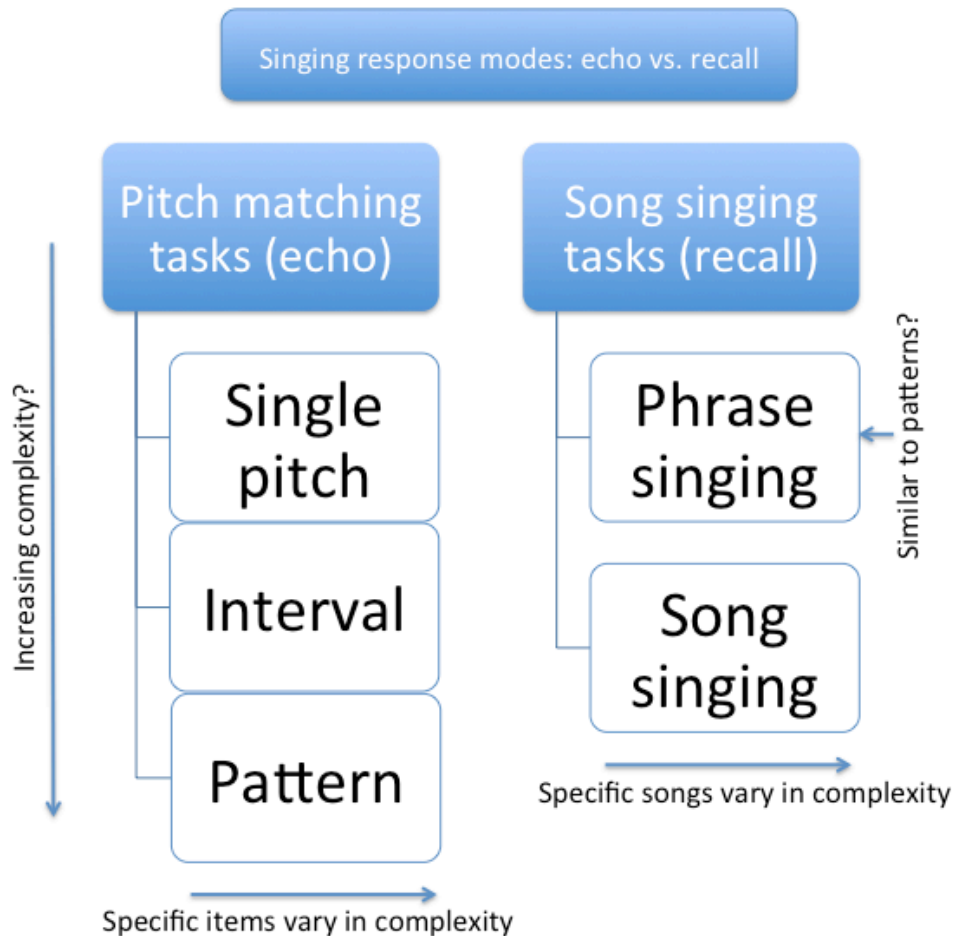 Singing response modes: echo vs. recall
Pitch matching
tasks (echo)
Single
pitch
Interval
Pattern
Increasing complexity?
Specific items vary in complexity
Song singing
tasks (recall)
Phrase
singing
Song
singing
Similar to patterns?
Specific songs vary in complexity